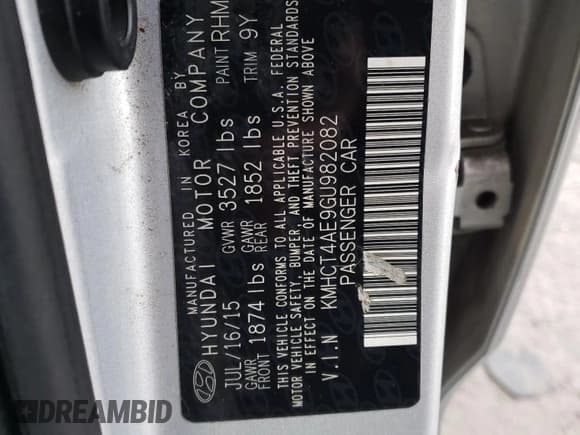 MANUFACTURED IN KOREA BY
HYUNDAI MOTOR COMPANY
JUL/16/15 GVWR 3527 lbs PAINT RHM
GAWR FRONT 1874 lbs GAWR REAR 1852 lbs TRIM 9Y
THIS VEHICLE CONFORMS TO ALL APPLICABLE U.S.A. FEDERAL
MOTOR VEHICLE SAFETY, BUMPER, AND THEFT PREVENTION STANDARDS
IN EFFECT ON THE DATE OF MANUFACTURE SHOWN ABOVE
V.I.N KMHCT4AE9GU982082
PASSENGER CAR
DREAMBID